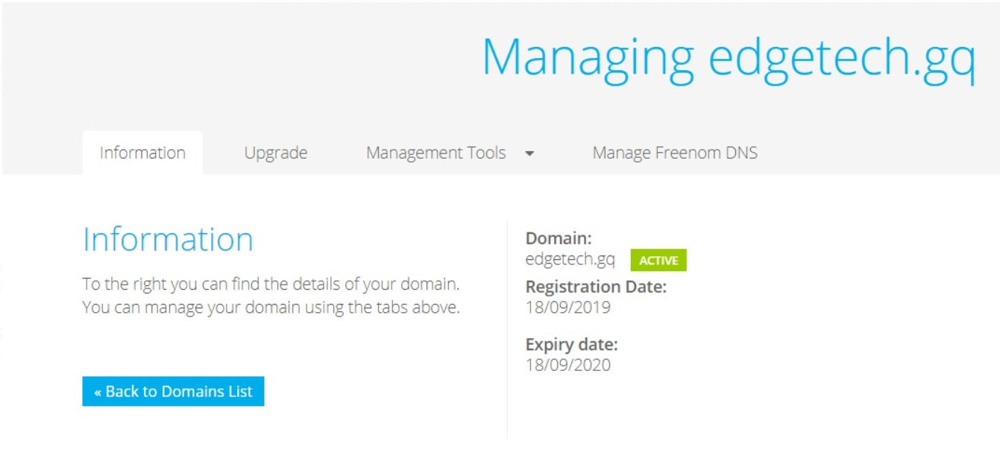 Managing edgetech.gq
Information Upgrade Management Tools Manage Freenom DNS
Information
To the right you can find the details of your domain.
You can manage your domain using the tabs above.
« Back to Domains List
Domain:
edgetech.gq ACTIVE
Registration Date:
18/09/2019
Expiry date:
18/09/2020